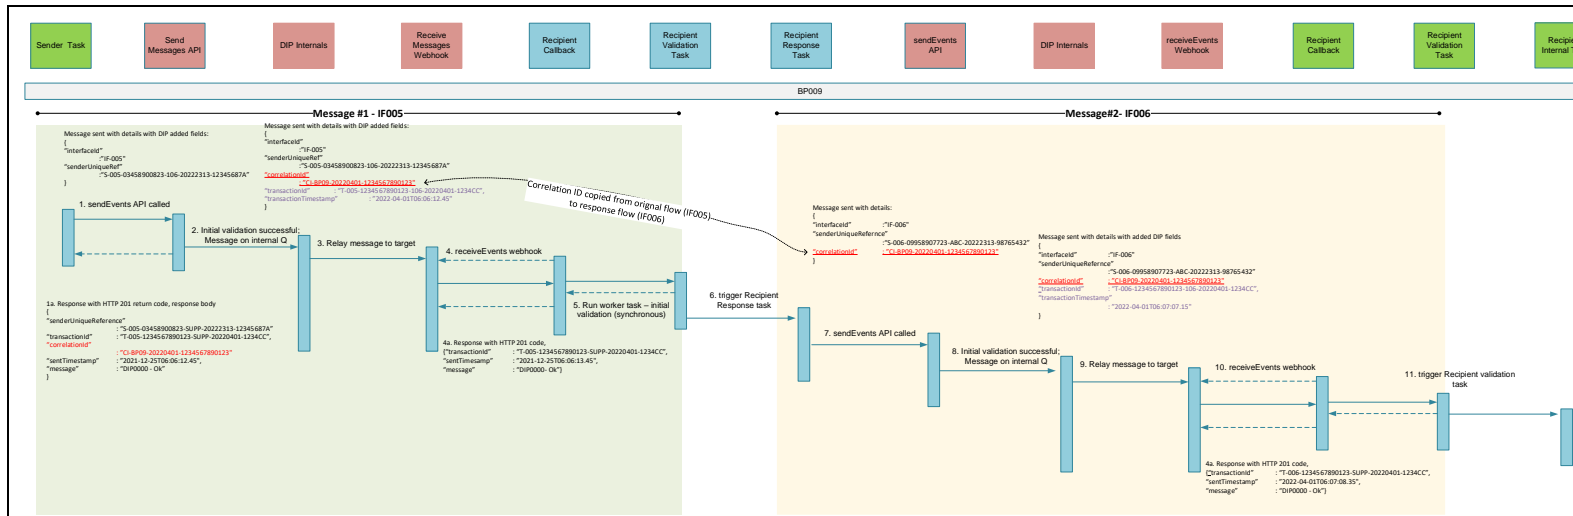 Sender Task
Send
Messages API
DIP Internals
Receive
Messages
Webhook
Recipient
Callback
Recipient
Validation
Task
Recipient
Response
Task
sendEvents
API
DIP Internals
receiveEvents
Webhook
Recipient
Callback
Recipient
Validation
Task
Recipie
Internal T
BP009
Message #1 - IF005
Message sent with details with DIP added fields:
{
"interfaceId"
:"IF-005"
"senderUniqueRef"
:"S-005-03458900823-106-20222313-12345687A"
}
Message sent with details with DIP added fields:
{
"interfaceId"
:"IF-005"
"senderUniqueRef"
:"S-005-03458900823-106-20222313-12345687A"
"correlationId"
: "CI-BP09-20220401-1234567890123"
"transactionId" : "T-005-1234567890123-106-20220401-1234CC",
"transactionTimestamp" : "2022-04-01T06:06:12.45"
}
Correlation ID copied from orignal flow (IF005)
to response flow (IF006)
1. sendEvents API called
2. Initial validation successful;
Message on internal Q
3. Relay message to target
4. receiveEvents webhook
5. Run worker task – initial
validation (synchronous)
6. trigger Recipient
Response task
1a. Response with HTTP 201 return code, response body
{
"senderUniqueReference"
: "S-005-03458900823-SUPP-20222313-12345687A"
"transactionId" : "T-005-1234567890123-SUPP-20220401-1234CC",
"correlationId"
: "CI-BP09-20220401-1234567890123"
"sentTimestamp" : "2021-12-25T06:06:12.45",
"message" : "DIP0000 - Ok"
}
4a. Response with HTTP 201 code,
{"transactionId" : "T-005-1234567890123-SUPP-20220401-1234CC",
"sentTimesamp" : "2021-12-25T06:06:13.45",
"message" : "DIP0000- Ok"}
Message#2- IF006
Message sent with details:
{
"interfaceId" :"IF-006"
"senderUniqueRefernce"
:"S-006-09958907723-ABC-20222313-98765432"
"correlationId" : "CI-BP09-20220401-1234567890123"
}
Message sent with details with added DIP fields
{
"interfaceId" :"IF-006"
"senderUniqueRefernce"
:"S-006-09958907723-ABC-20222313-98765432"
"correlationId" : "CI-BP09-20220401-1234567890123"
"transactionId" : "T-006-1234567890123-106-20220401-1234CC",
"transactionTimestamp"
: "2022-04-01T06:07:07.15"
}
7. sendEvents API called
8. Initial validation successful;
Message on internal Q
9. Relay message to target
10. receiveEvents webhook
11. trigger Recipient validation
task
4a. Response with HTTP 201 code,
{"transactionId" : "T-006-1234567890123-SUPP-20220401-1234CC",
"sentTimestamp" : "2022-04-01T06:07:08.35",
"message" : "DIP0000 - Ok"}